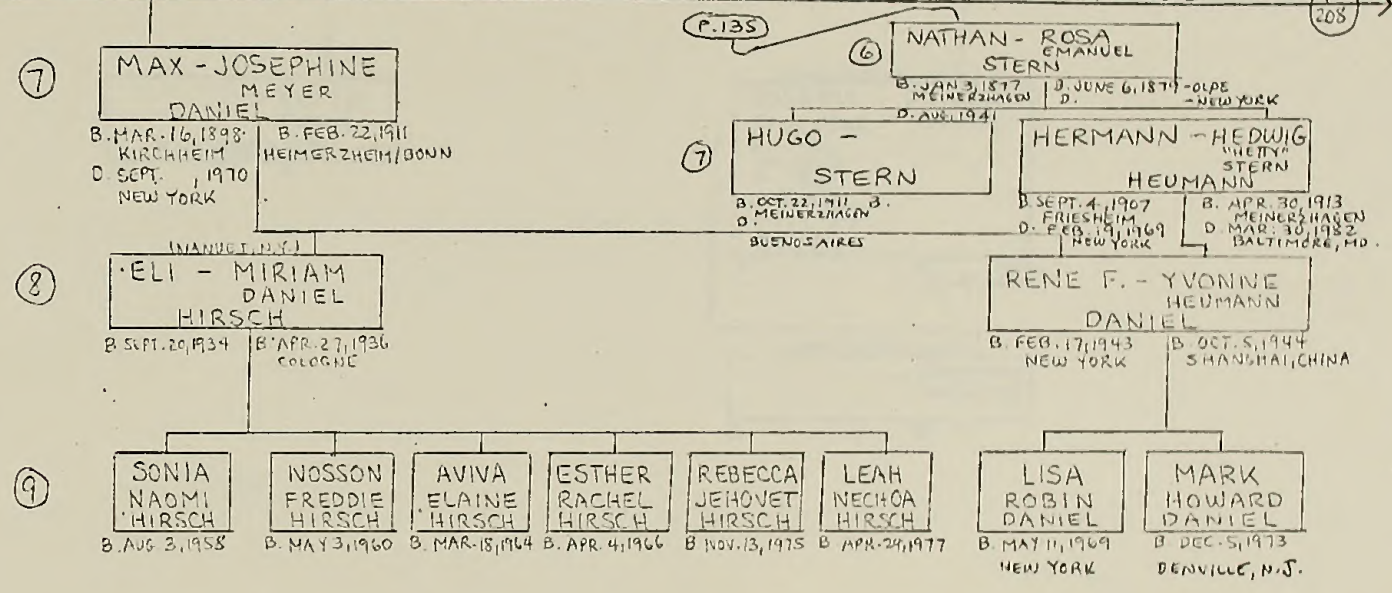 208
P.135
⑥
NATHAN - ROSA
EMANUEL
STERN
B. JAN 3, 1877
MEINERZHAGEN
D. AUG, 1941
B. JUNE 6, 1879 - OLPE
D. - NEW YORK
⑦
MAX - JOSEPHINE
MEYER
DANIEL
B. MAR. 16, 1898
KIRCHHEIM
D. SEPT. , 1970
NEW YORK
B. FEB. 22, 1911
HEIMERZHEIM/BONN
⑦
HUGO -
STERN
B. OCT. 22, 1911 B.
MEINERZHAGEN
D.
BUENOS AIRES
HERMANN - HEDWIG
"HETTY"
STERN
HEUMANN
B. SEPT. 4, 1907
FRIESHEIM
D. FEB. 19, 1969
NEW YORK
B. APR. 30, 1913
MEINERZHAGEN
D. MAR. 30, 1982
BALTIMORE, MD.
⑧
(NANUET, N.Y.)
ELI - MIRIAM
DANIEL
HIRSCH
B. SEPT. 20, 1934
B. APR. 27, 1936
COLOGNE
RENE F. - YVONNE
HEUMANN
DANIEL
B. FEB. 17, 1943
NEW YORK
B. OCT. 5, 1944
SHANGHAI, CHINA
⑨
SONIA
NAOMI
HIRSCH
B. AUG 3, 1958
NOSSON
FREDDIE
HIRSCH
B. MAY 3, 1960
AVIVA
ELAINE
HIRSCH
B. MAR. 18, 1964
ESTHER
RACHEL
HIRSCH
B. APR. 4, 1966
REBECCA
JEHOVET
HIRSCH
B NOV. 13, 1975
LEAH
NECHOA
HIRSCH
B APR. 24, 1977
LISA
ROBIN
DANIEL
B. MAY 11, 1969
NEW YORK
MARK
HOWARD
DANIEL
B. DEC. 5, 1973
DENVILLE, N.J.